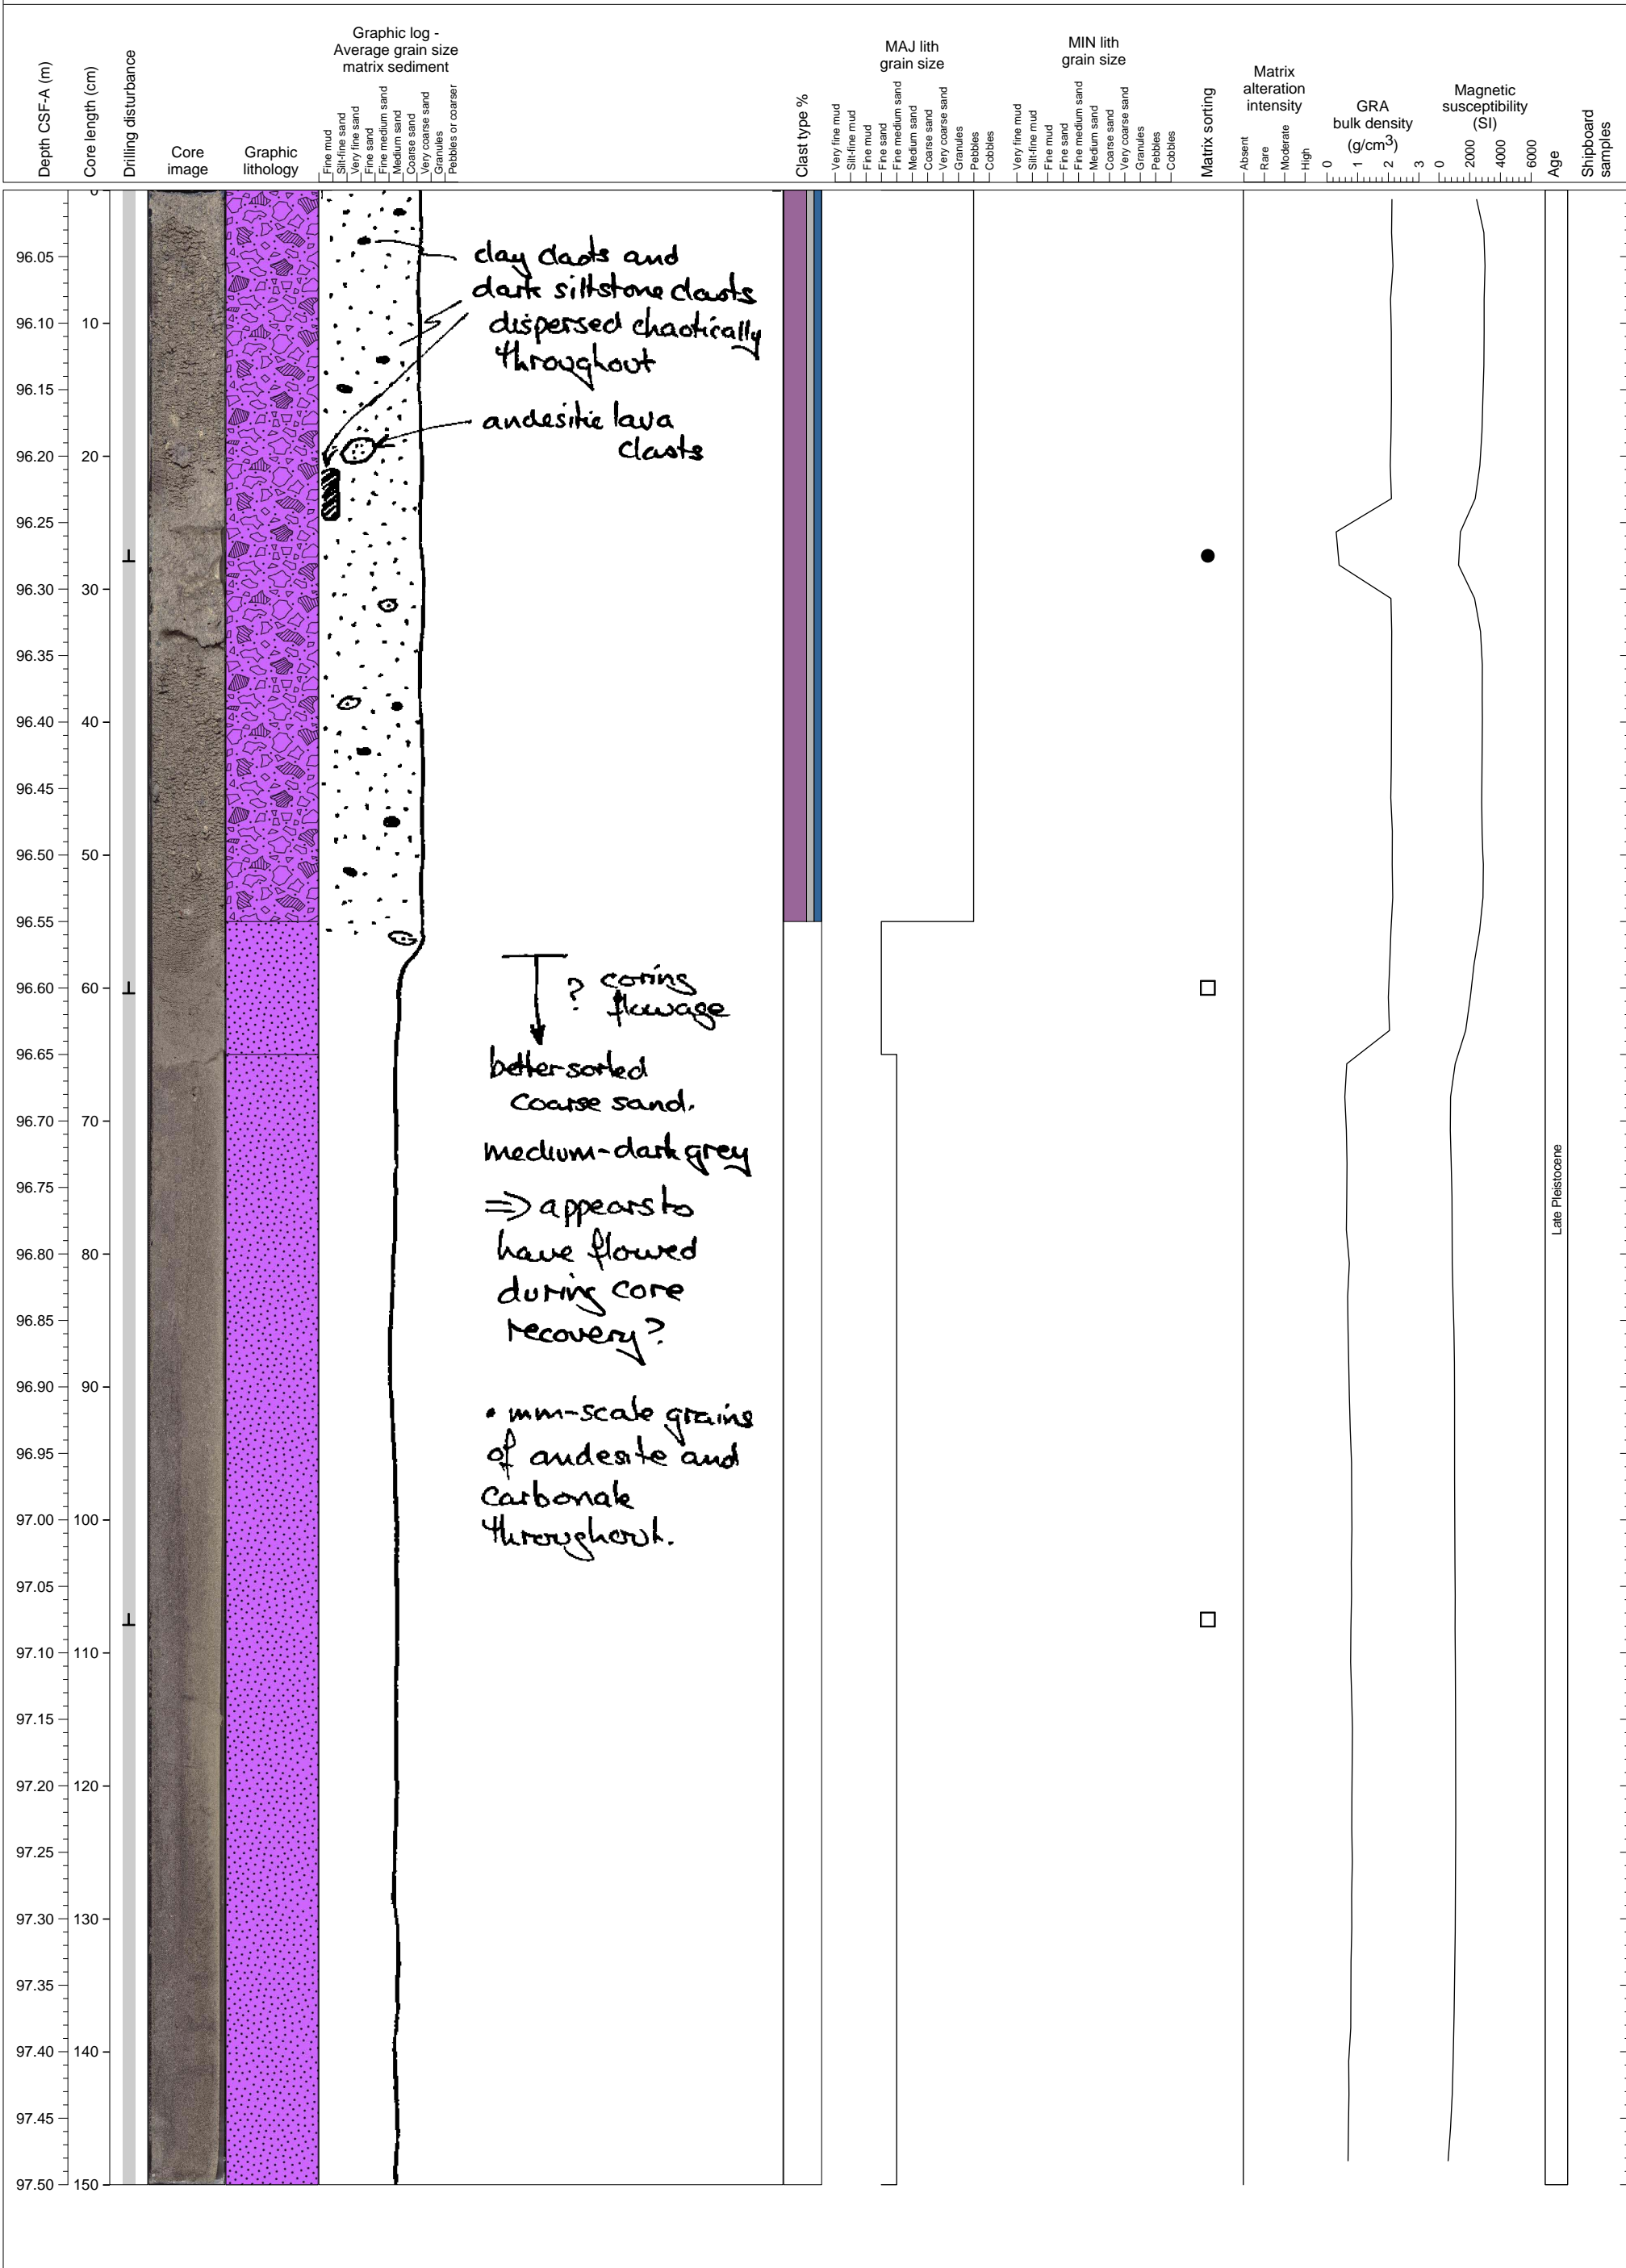 Depth CSF-A (m)
Core length (cm)
Drilling disturbance
Core
image
Graphic
lithology
Graphic log -
Average grain size
matrix sediment
Fine mud
Silt-fine sand
Very fine sand
Fine sand
Fine medium sand
Medium sand
Coarse sand
Very coarse sand
Granules
Pebbles or coarser
Clast type %
MAJ lith
grain size
Very fine mud
Silt-fine mud
Fine mud
Fine sand
Fine medium sand
Medium sand
Coarse sand
Very coarse sand
Granules
Pebbles
Cobbles
MIN lith
grain size
Very fine mud
Silt-fine mud
Fine mud
Fine sand
Fine medium sand
Medium sand
Coarse sand
Very coarse sand
Granules
Pebbles
Cobbles
Matrix sorting
Matrix
alteration
intensity
Absent
Rare
Moderate
High
GRA
bulk density
(g/cm3)
0 1 2 3
Magnetic
susceptibility
(SI)
0 2000 4000 6000
Age
Shipboard
samples
0
96.05
96.10 10
96.15
96.20 20
96.25
96.30 30
96.35
96.40 40
96.45
96.50 50
96.55
96.60 60
96.65
96.70 70
96.75
96.80 80
96.85
96.90 90
96.95
97.00 100
97.05
97.10 110
97.15
97.20 120
97.25
97.30 130
97.35
97.40 140
97.45
97.50 150
clay clasts and
dark siltstone clasts
dispersed chaotically
throughout
andesitic lava
clasts
? coring
flowage
better sorted
coarse sand.
medium-dark grey
⇒ appears to
have flowed
during core
recovery?
• mm-scale grains
of andesite and
carbonate
throughout.
Late Pleistocene